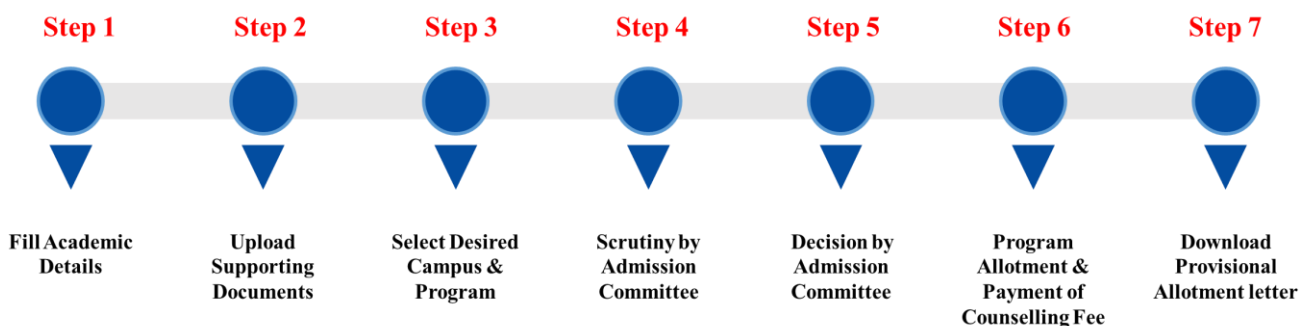 Step 1
Step 2
Step 3
Step 4
Step 5
Step 6
Step 7
Fill Academic
Details
Upload
Supporting
Documents
Select Desired
Campus &
Program
Scrutiny by
Admission
Committee
Decision by
Admission
Committee
Program
Allotment &
Payment of
Counselling Fee
Download
Provisional
Allotment letter